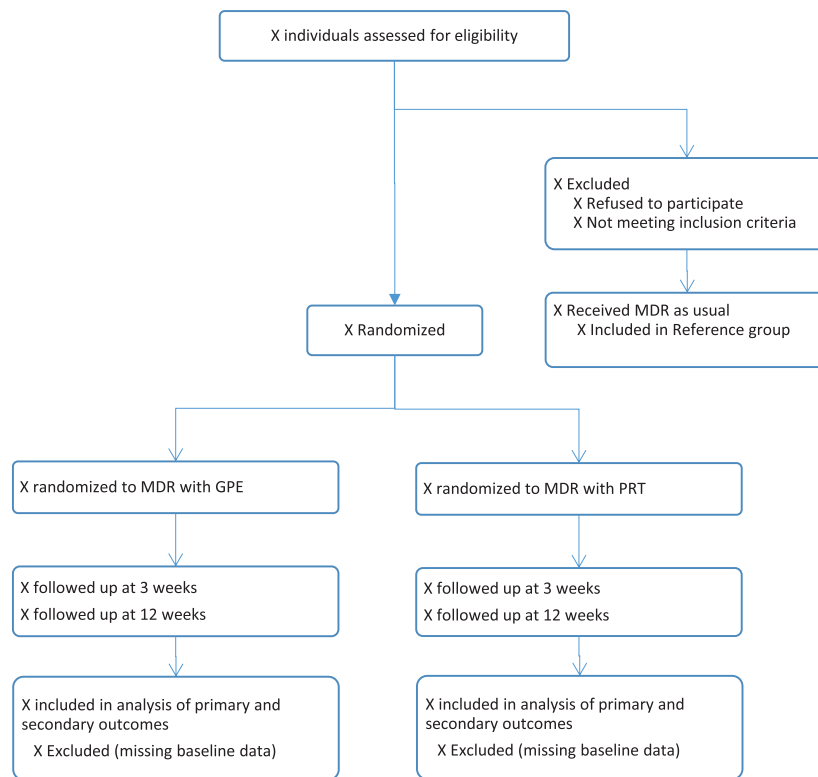 X individuals assessed for eligibility
X Excluded
X Refused to participate
X Not meeting inclusion criteria
X Received MDR as usual
X Included in Reference group
X Randomized
X randomized to MDR with GPE
X followed up at 3 weeks
X followed up at 12 weeks
X included in analysis of primary and
secondary outcomes
X Excluded (missing baseline data)
X randomized to MDR with PRT
X followed up at 3 weeks
X followed up at 12 weeks
X included in analysis of primary and
secondary outcomes
X Excluded (missing baseline data)